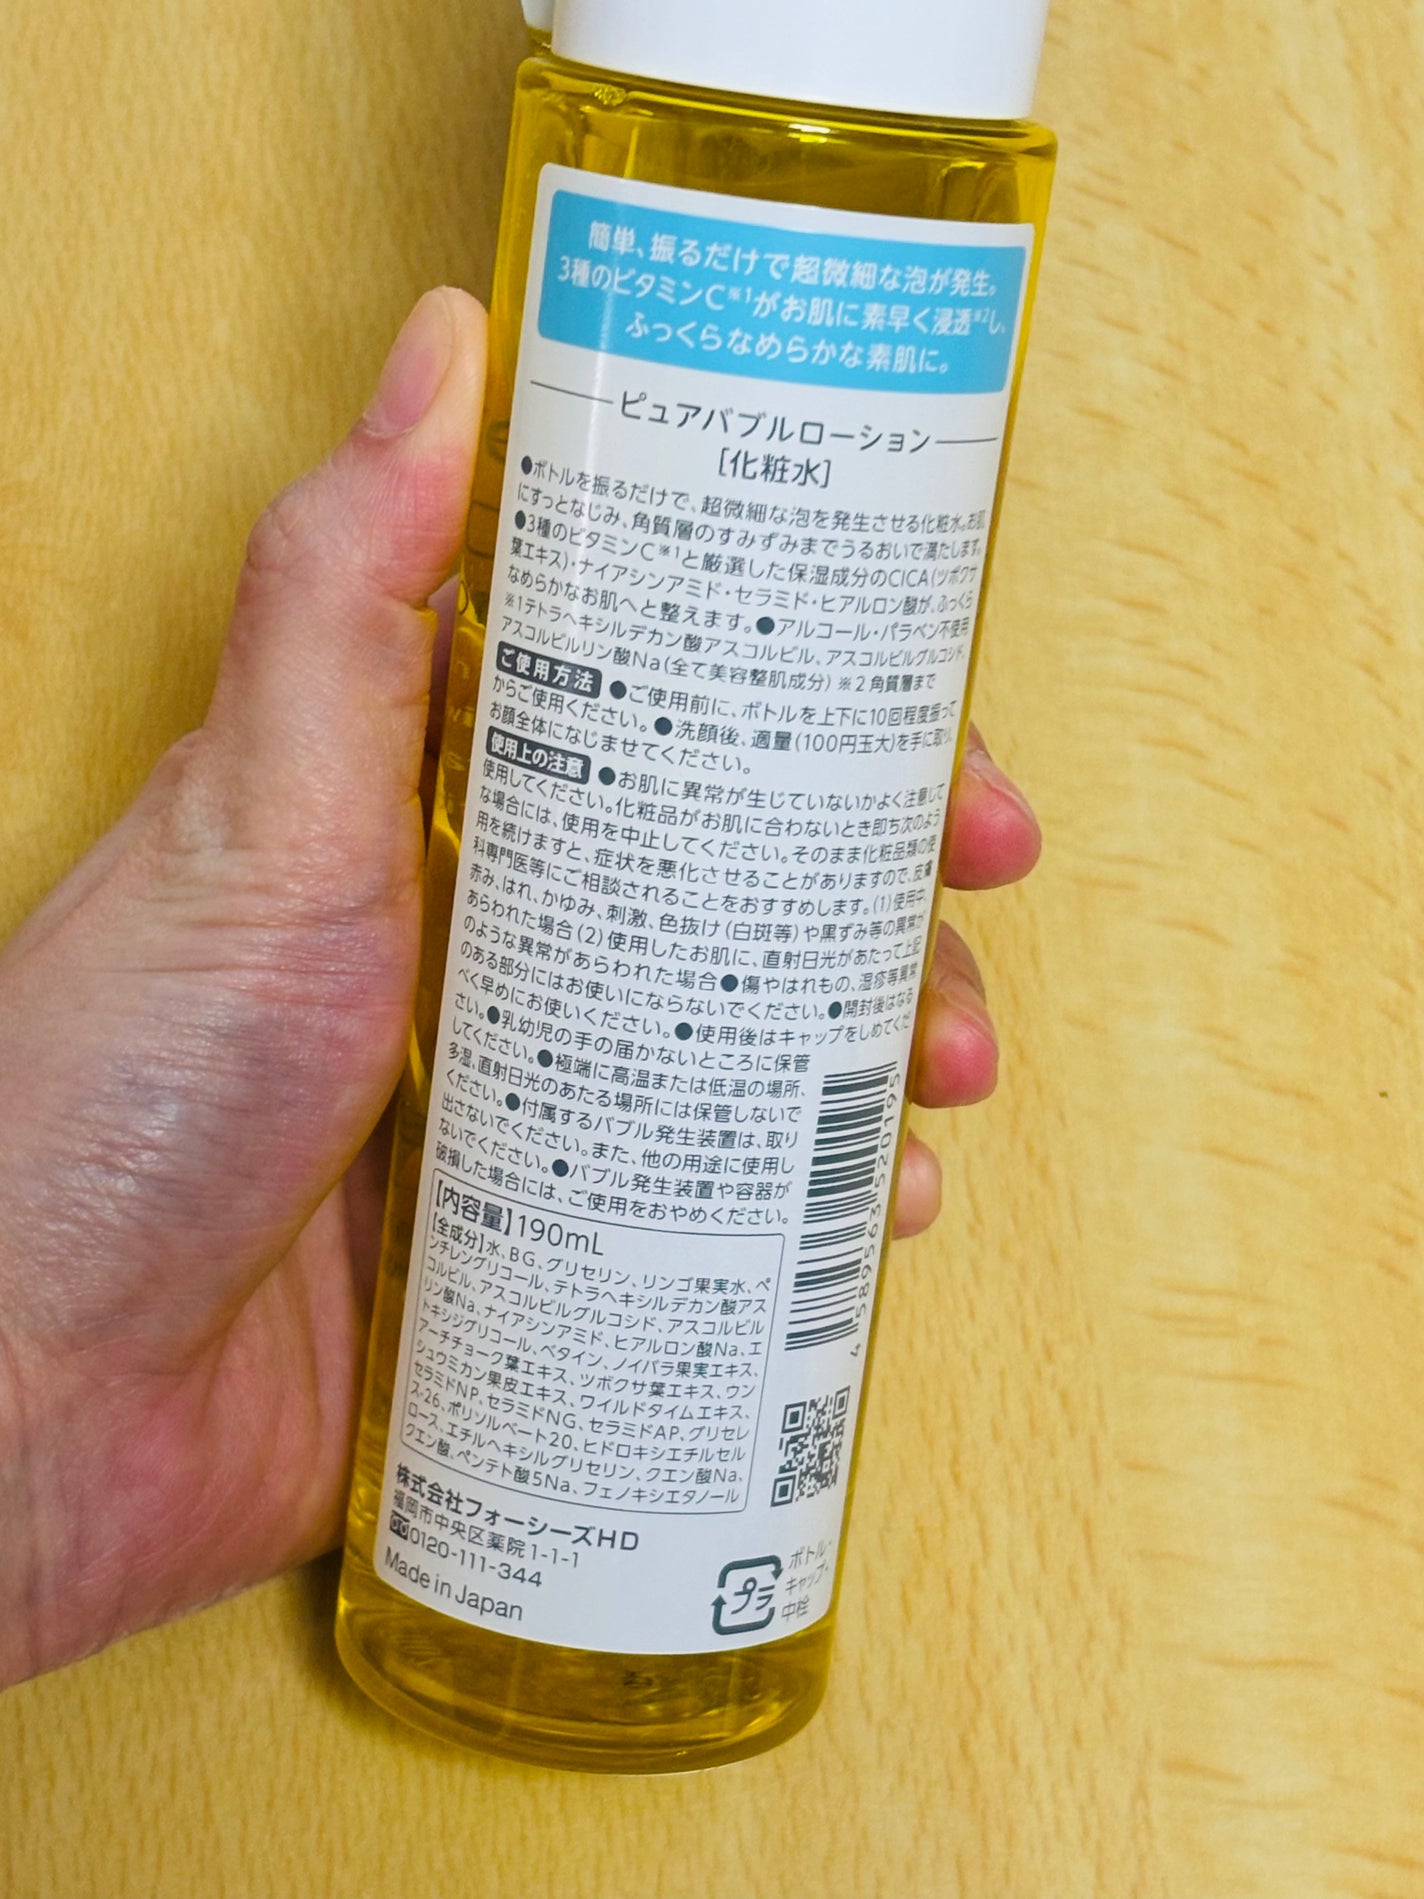 簡単、振るだけで超微細な泡が発生。
3種のビタミンC※1がお肌に素早く浸透※2し、
ふっくらなめらかな素肌に。
ピュアバブルローション
[化粧水]
●ボトルを振るだけで、超微細な泡を発生させる化粧水。お肌
にすっとなじみ、角質層のすみずみまでうるおいで満たします。
●3種のビタミンC※1と厳選した保湿成分のCICA(ツボクサ
葉エキス)・ナイアシンアミド・セラミド・ヒアルロン酸が、ふっくら
なめらかなお肌へと整えます。●アルコール・パラベン不使用
※1テトラヘキシルデカン酸アスコルビル、アスコルビルグルコシド、
アスコルビルリン酸Na(全て美容整肌成分) ※2 角質層まで
ご使用方法 ●ご使用前に、ボトルを上下に10回程度振って
からご使用ください。●洗顔後、適量(100円玉大)を手に取り、
お顔全体になじませてください。
使用上の注意 ●お肌に異常が生じていないかよく注意して
使用してください。化粧品がお肌に合わないとき即ち次のよう
な場合には、使用を中止してください。そのまま化粧品類の使
用を続けますと、症状を悪化させることがありますので、皮膚
科専門医等にご相談されることをおすすめします。(1)使用中、
赤み、はれ、かゆみ、刺激、色抜け(白斑等)や黒ずみ等の異常が
あらわれた場合(2)使用したお肌に、直射日光があたって上記
のような異常があらわれた場合●傷やはれもの、湿疹等異常
のある部分にはお使いにならないでください。●開封後はなる
べく早めにお使いください。●使用後はキャップをしめてくだ
さい。●乳幼児の手の届かないところに保管
してください。●極端に高温または低温の場所、
多湿、直射日光のあたる場所には保管しないで
ください。●付属するバブル発生装置は、取り
出さないでください。また、他の用途に使用し
ないでください。●バブル発生装置や容器が
破損した場合には、ご使用をおやめください。
【内容量】190mL
【全成分】水、BG、グリセリン、リンゴ果実水、ペ
ンチレングリコール、テトラヘキシルデカン酸アス
コルビル、アスコルビルグルコシド、アスコルビル
リン酸Na、ナイアシンアミド、ヒアルロン酸Na、エ
トキシジグリコール、ベタイン、ノイバラ果実エキス、
アーチチョーク葉エキス、ツボクサ葉エキス、ウン
シュウミカン果皮エキス、ワイルドタイムエキス、
セラミドNP、セラミドNG、セラミドAP、グリセレ
ス-26、ポリソルベート20、ヒドロキシエチルセル
ロース、エチルヘキシルグリセリン、クエン酸Na、
クエン酸、ペンテト酸5Na、フェノキシエタノール
株式会社フォーシーズHD
福岡市中央区薬院1-1-1
0120-111-344
Made in Japan
4 589563 520195
プラ
ボトル・
キャップ・
中栓